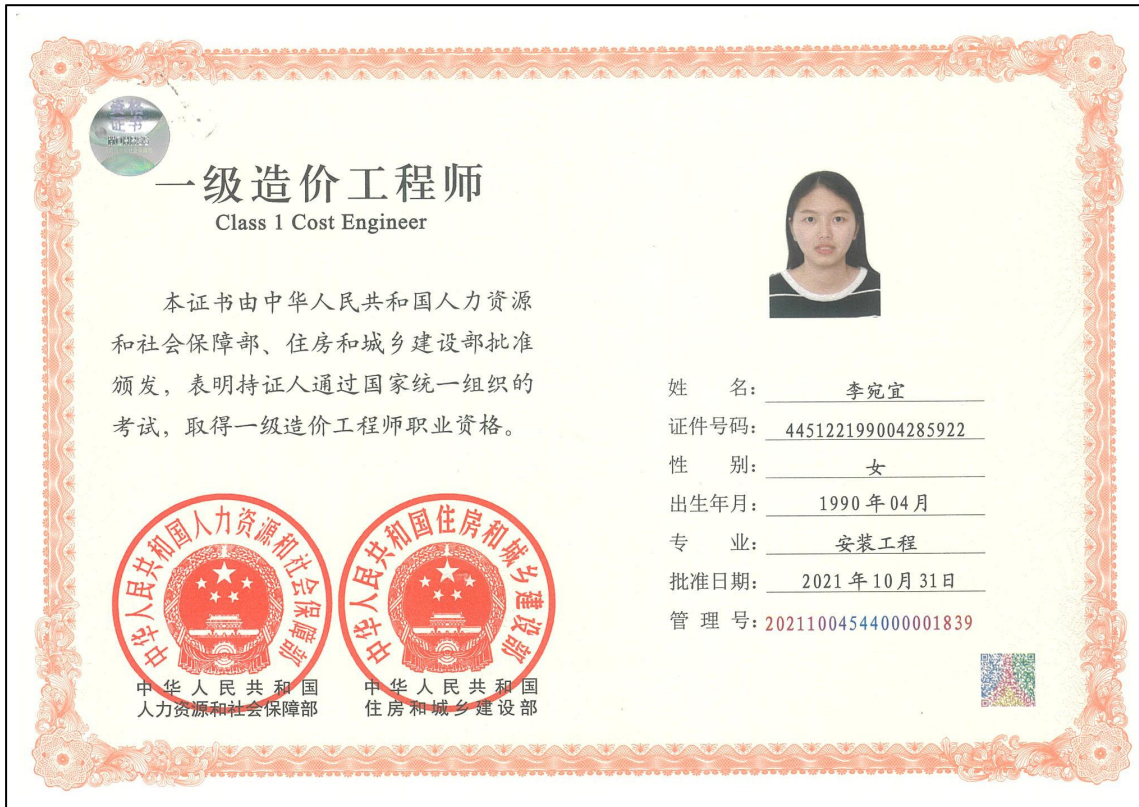 资格
证书
一级造价工程师
Class 1 Cost Engineer
本证书由中华人民共和国人力资源
和社会保障部、住房和城乡建设部批准
颁发，表明持证人通过国家统一组织的
考试，取得一级造价工程师职业资格。
中华人民共和国人力资源和社会保障部
中华人民共和国
人力资源和社会保障部
中华人民共和国住房和城乡建设部
中华人民共和国
住房和城乡建设部
姓 名：李宛宜
证件号码：445122199004285922
性 别：女
出生年月：1990年04月
专 业：安装工程
批准日期：2021年10月31日
管 理 号：20211004544000001839